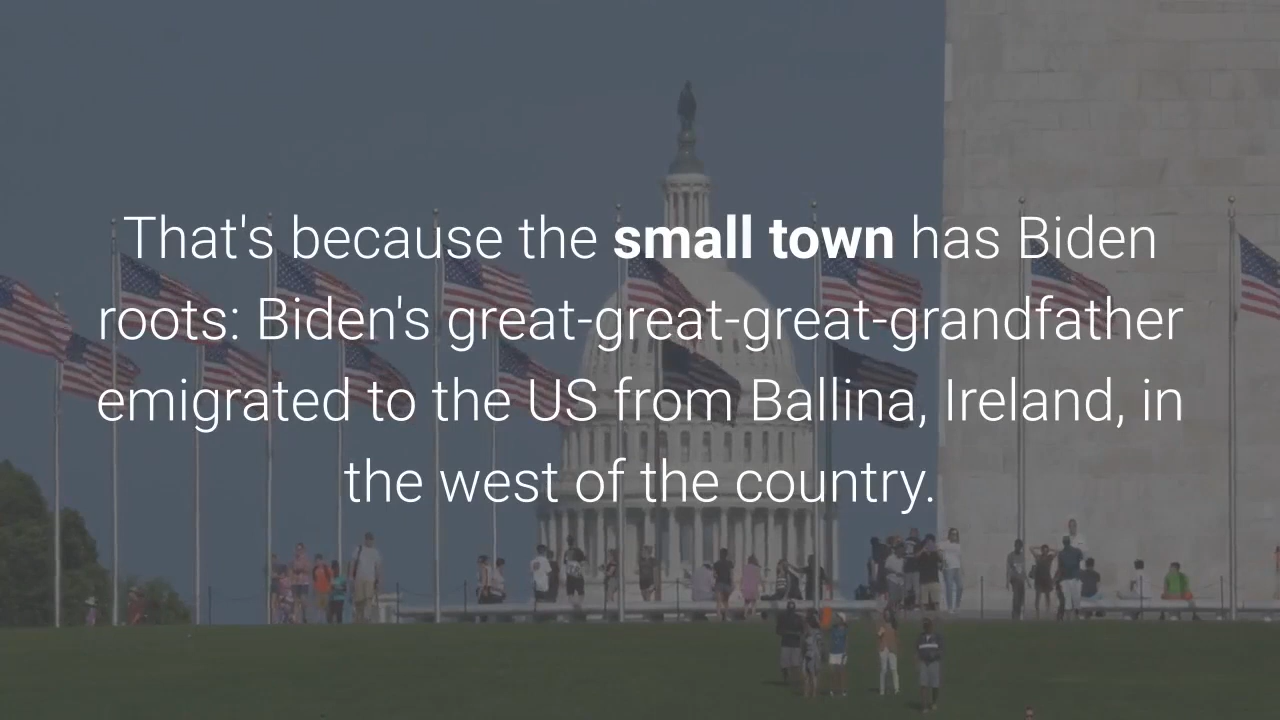 That's because the small town has Biden
roots: Biden's great-great-great-grandfather
emigrated to the US from Ballina, Ireland, in
the west of the country.